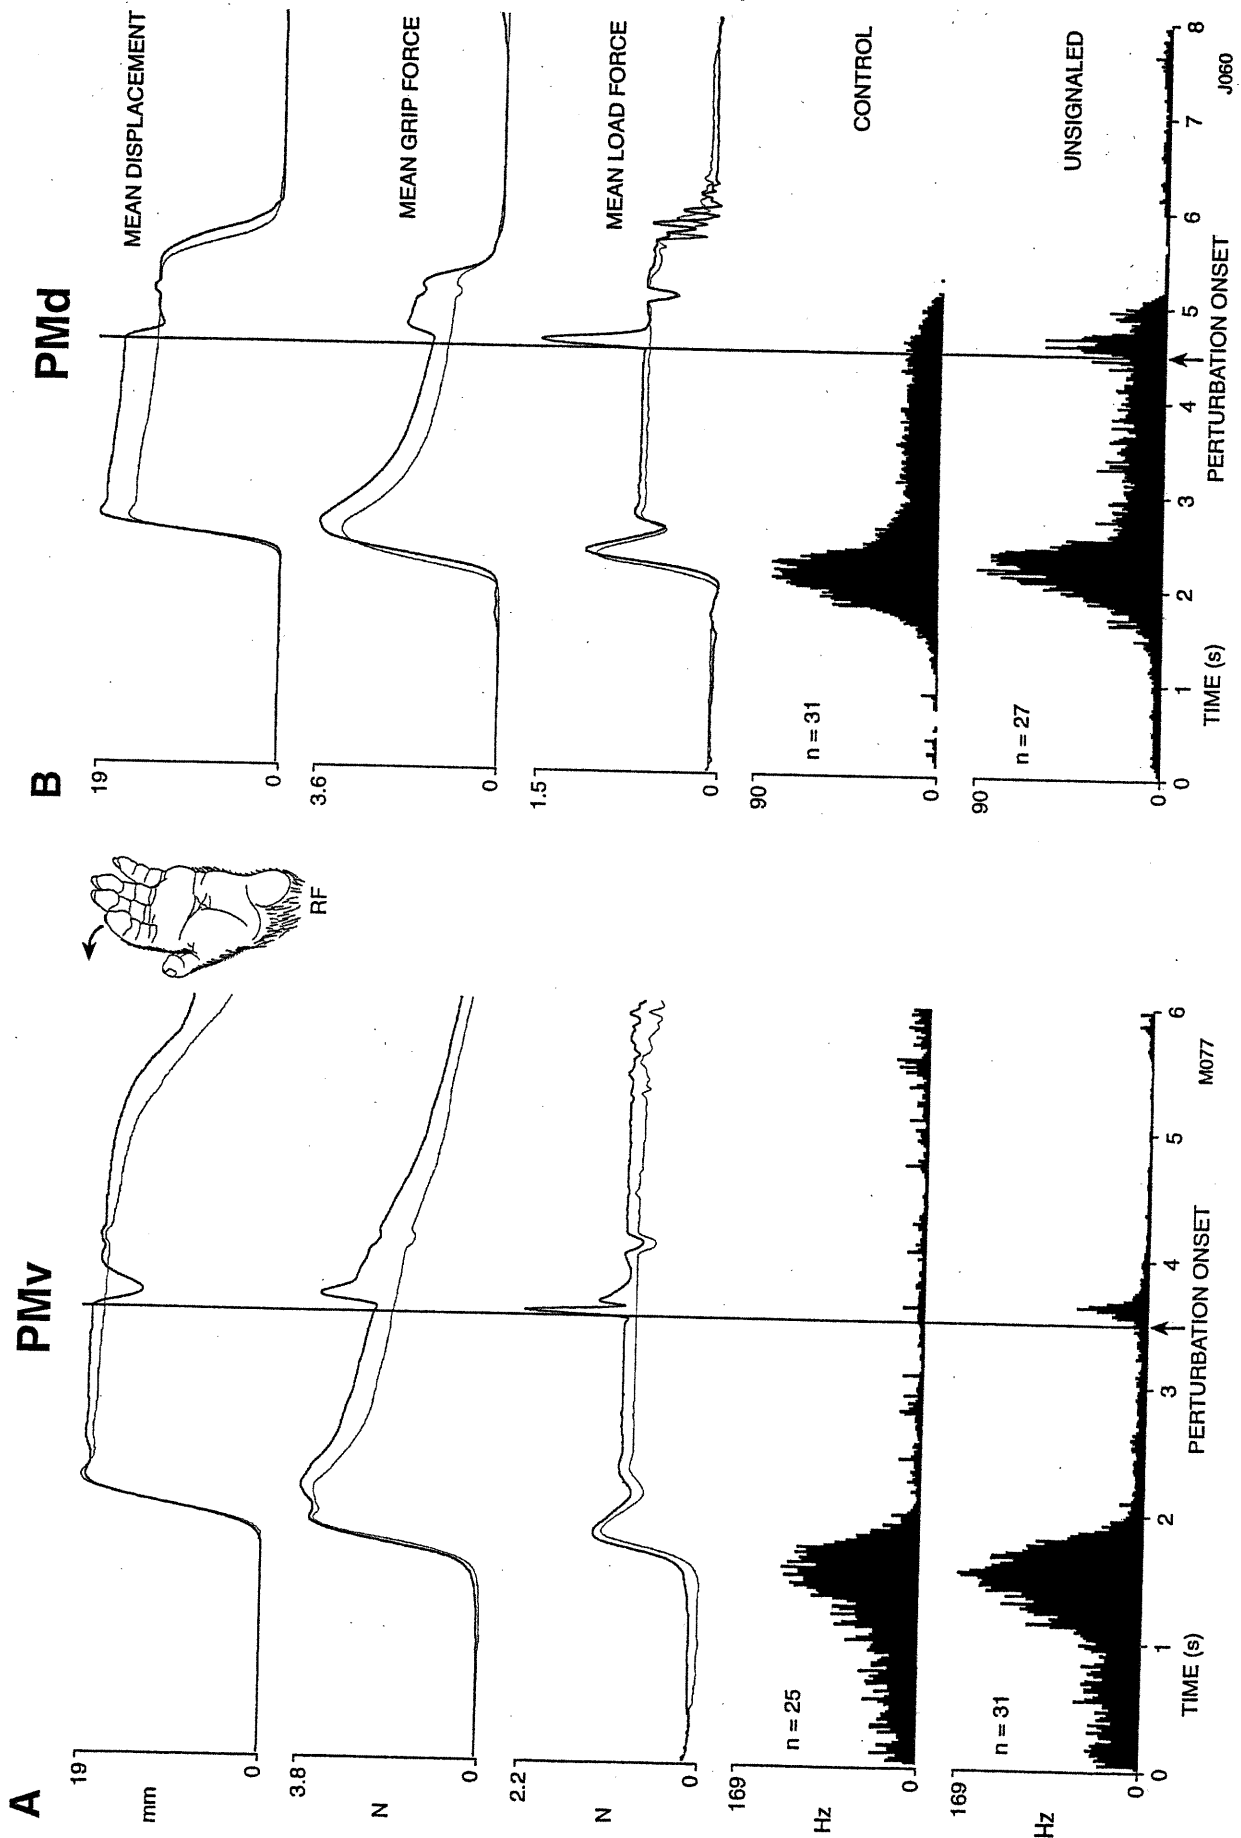 A
PMv
19
mm
0
3.8
N
0
2.2
N
0
RF
n = 25
169
Hz
0
n = 31
169
Hz
0
0 1 2 3 4 5 6
TIME (s)
PERTURBATION ONSET
M077
B
PMd
19
0
MEAN DISPLACEMENT
3.6
0
MEAN GRIP FORCE
1.5
0
MEAN LOAD FORCE
n = 31
90
0
CONTROL
n = 27
90
0
UNSIGNALED
0 1 2 3 4 5 6 7 8
TIME (s)
PERTURBATION ONSET
J060